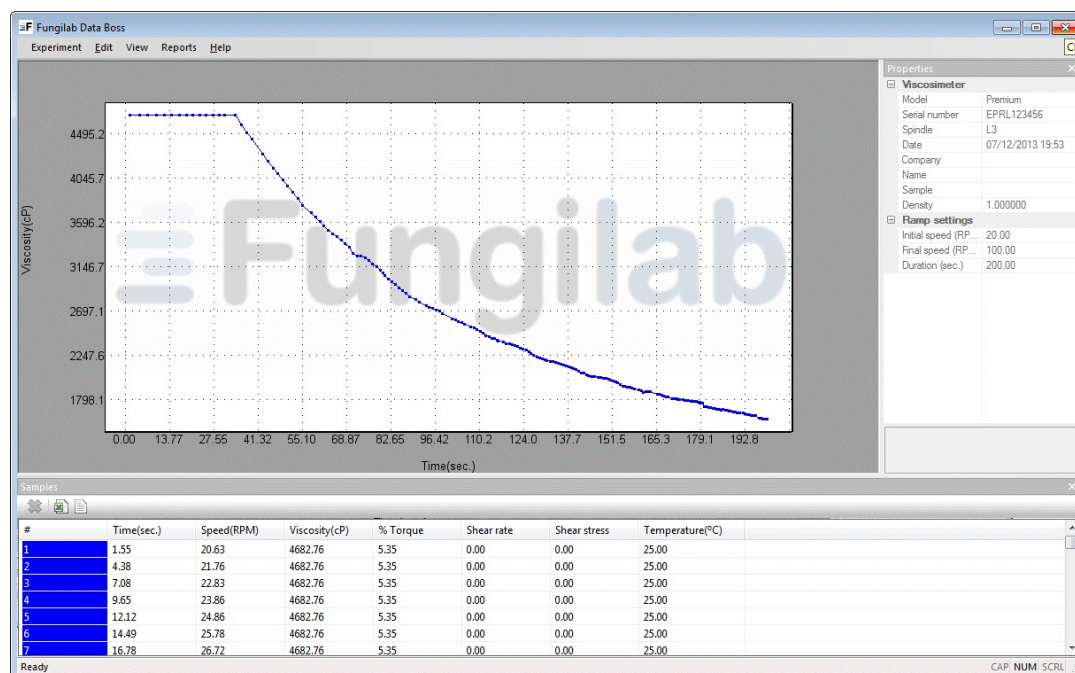 Fungilab Data Boss
Experiment Edit View Reports Help
Properties
Viscosimeter
Model Premium
Serial number EPRL123456
Spindle L3
Date 07/12/2013 19:53
Company
Name
Sample
Density 1.000000
Ramp settings
Initial speed (RP... 20.00
Final speed (RP... 100.00
Duration (sec.) 200.00
Fungilab
Viscosity(cP)
4495.2
4045.7
3596.2
3146.7
2697.1
2247.6
1798.1
0.00 13.77 27.55 41.32 55.10 68.87 82.65 96.42 110.2 124.0 137.7 151.5 165.3 179.1 192.8
Time(sec.)
Samples
# Time(sec.) Speed(RPM) Viscosity(cP) % Torque Shear rate Shear stress Temperature(ºC)
1 1.55 20.63 4682.76 5.35 0.00 0.00 25.00
2 4.38 21.76 4682.76 5.35 0.00 0.00 25.00
3 7.08 22.83 4682.76 5.35 0.00 0.00 25.00
4 9.65 23.86 4682.76 5.35 0.00 0.00 25.00
5 12.12 24.86 4682.76 5.35 0.00 0.00 25.00
6 14.49 25.78 4682.76 5.35 0.00 0.00 25.00
7 16.78 26.72 4682.76 5.35 0.00 0.00 25.00
Ready CAP NUM SCRL